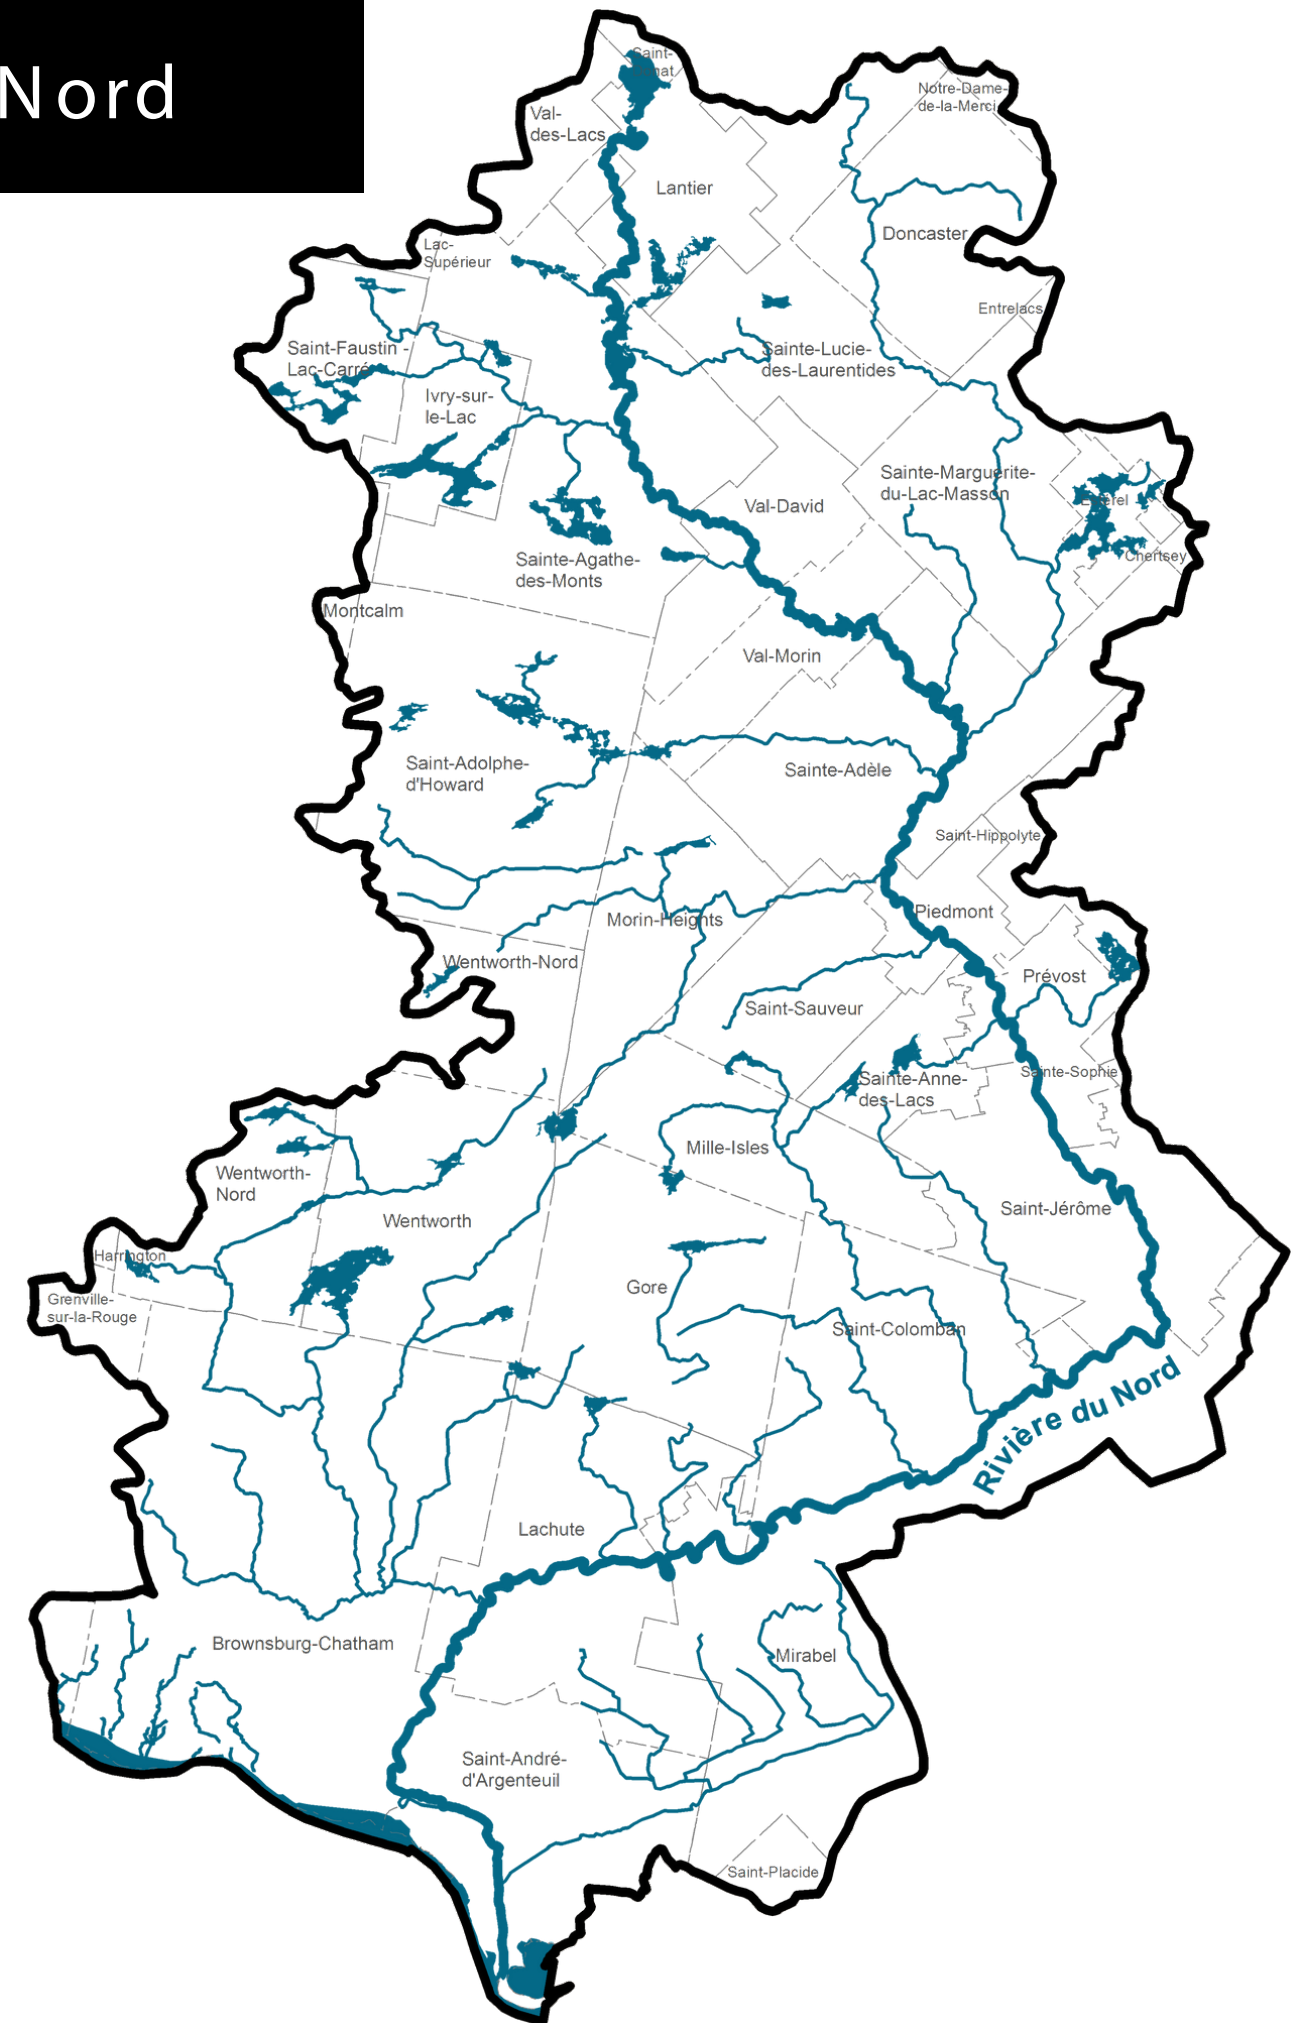 Nord
Saint-
Donat
Notre-Dame-
de-la-Merci
Val-
des-Lacs
Lantier
Doncaster
Lac-
Supérieur
Entrelacs
Saint-Faustin -
Lac-Carré
Sainte-Lucie-
des-Laurentides
Ivry-sur-
le-Lac
Sainte-Marguerite-
du-Lac-Masson
Estérel
Val-David
Chertsey
Sainte-Agathe-
des-Monts
Montcalm
Val-Morin
Saint-Adolphe-
d'Howard
Sainte-Adèle
Saint-Hippolyte
Piedmont
Morin-Heights
Wentworth-Nord
Prévost
Saint-Sauveur
Sainte-Sophie
Sainte-Anne-
des-Lacs
Mille-Isles
Wentworth-
Nord
Saint-Jérôme
Wentworth
Harrington
Gore
Grenville-
sur-la-Rouge
Saint-Colomban
Rivière du Nord
Lachute
Brownsburg-Chatham
Mirabel
Saint-André-
d'Argenteuil
Saint-Placide